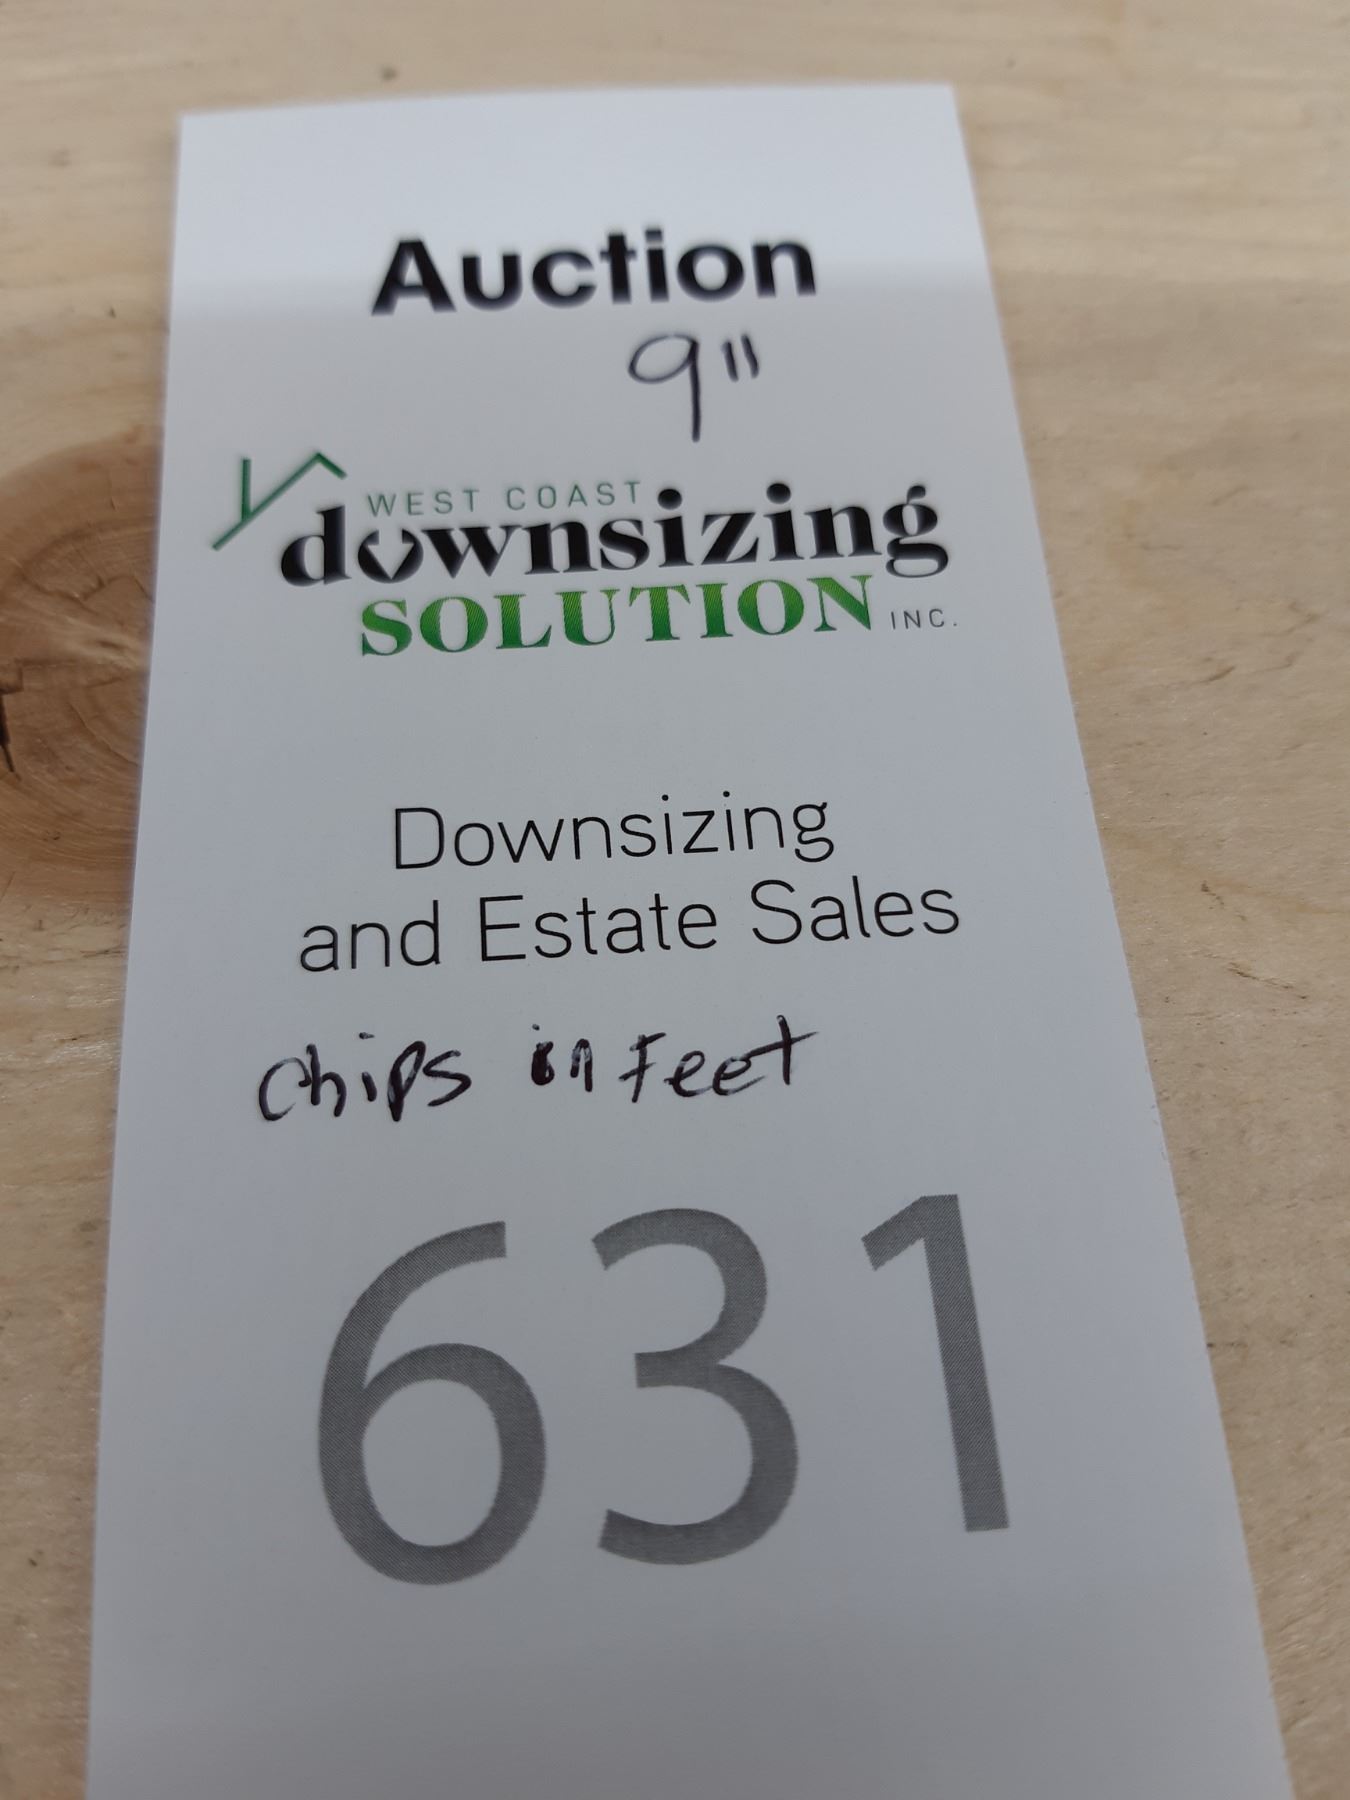 Auction
9"
WEST COAST
downsizing
SOLUTION INC.
Downsizing
and Estate Sales
Chips in Feet
631